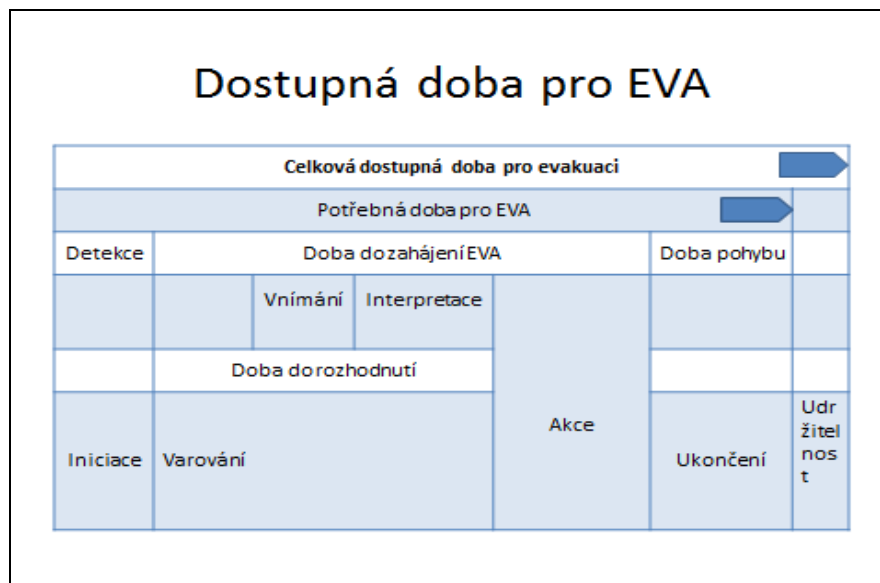 Dostupná doba pro EVA
Celková dostupná doba pro evakuaci
Potřebná doba pro EVA
Detekce
Doba do zahájení EVA
Doba pohybu
Vnímání
Interpretace
Doba do rozhodnutí
Iniciace
Varování
Akce
Ukončení
Udr
žitel
nos
t